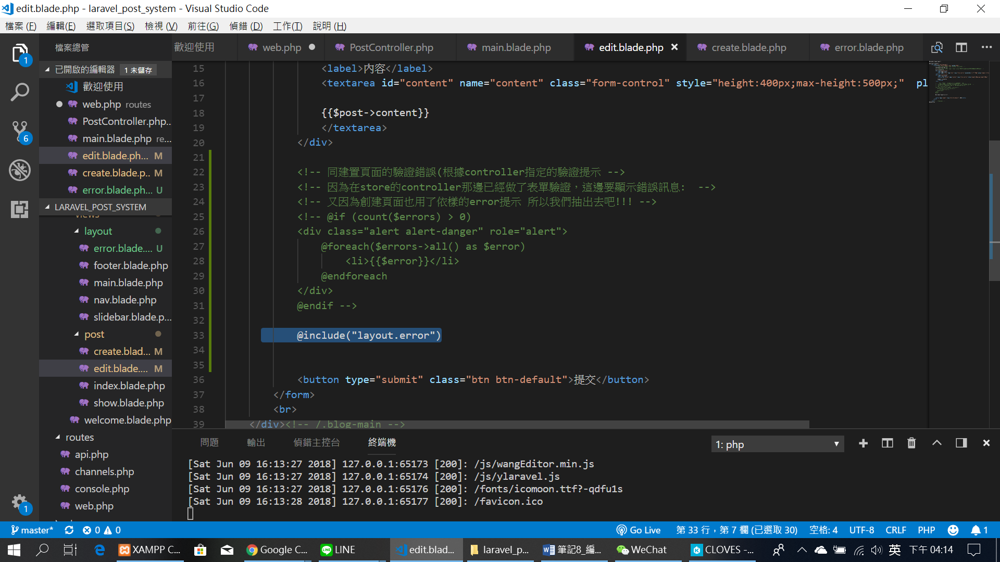 edit.blade.php - laravel_post_system - Visual Studio Code
檔案 (F) 編輯(E) 選取項目(S) 檢視 (V) 前往(G) 偵錯 (D) 工作(T) 說明 (H)
檔案總管
歡迎使用 web.php PostController.php main.blade.php edit.blade.php create.blade.php error.blade.php
已開啟的編輯器 1 未儲存
歡迎使用
web.php routes
PostController.php...
main.blade.php re...
edit.blade.ph... M
create.blade.p.. M
error.blade.ph... U
LARAVEL_POST_SYSTEM
views
layout
error.blade.... U
footer.blade.php
main.blade.php
nav.blade.php
slidebar.blade.p...
post
create.blad... M
edit.blade.... M
index.blade.php
show.blade.php
welcome.blade.php
routes
api.php
channels.php
console.php
web.php
1
6
1
15 <label>內容</label>
16 <textarea id="content" name="content" class="form-control" style="height:400px;max-height:500px;" pl
17
18 {{$post->content}}
19 </textarea>
20 </div>
21
22 <!-- 同建置頁面的驗證錯誤(根據controller指定的驗證提示 -->
23 <!-- 因為在store的controller那邊已經做了表單驗證，這邊要顯示錯誤訊息: -->
24 <!-- 又因為創建頁面也用了依樣的error提示 所以我們抽出去吧!!! -->
25 <!-- @if (count($errors) > 0)
26 <div class="alert alert-danger" role="alert">
27 @foreach($errors->all() as $error)
28 <li>{{$error}}</li>
29 @endforeach
30 </div>
31 @endif -->
32
33 @include("layout.error")
34
35
36 <button type="submit" class="btn btn-default">提交</button>
37 </form>
38 <br>
39 </div><!-- /.blog-main -->
問題 輸出 偵錯主控台 終端機 1: php
[Sat Jun 09 16:13:27 2018] 127.0.0.1:65173 [200]: /js/wangEditor.min.js
[Sat Jun 09 16:13:27 2018] 127.0.0.1:65174 [200]: /js/ylaravel.js
[Sat Jun 09 16:13:27 2018] 127.0.0.1:65176 [200]: /fonts/icomoon.ttf?-qdfu1s
[Sat Jun 09 16:13:28 2018] 127.0.0.1:65177 [200]: /favicon.ico
master* 0 0 Go Live 第 33 行，第 7 欄 (已選取 30) 空格: 4 UTF-8 CRLF PHP 1
XAMPP C... Google C... LINE edit.blad... laravel_p... 筆記8_編... WeChat CLOVES -... 英 下午 04:14